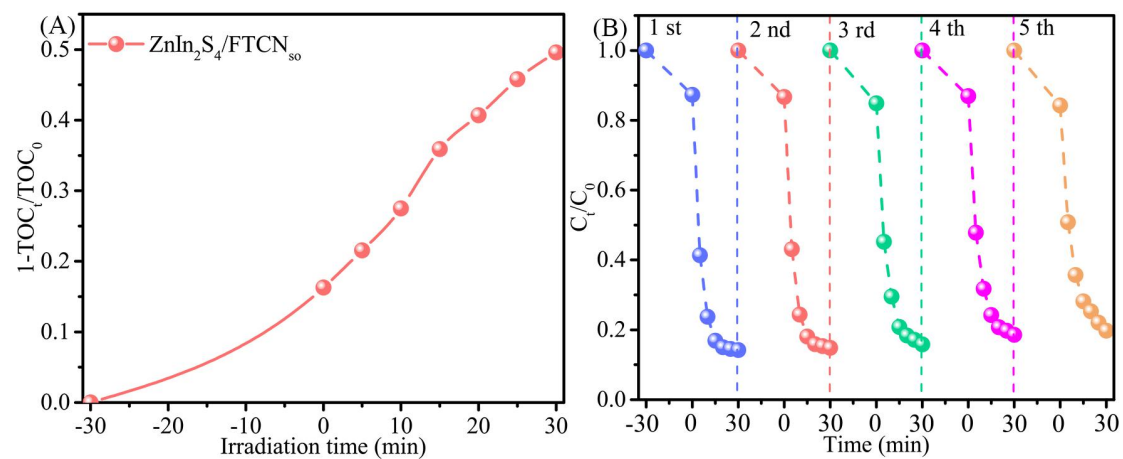 (A)
ZnIn₂S₄/FTCNₛₒ
0.5
0.4
0.3
0.2
0.1
0.0
1-TOCₜ/TOC₀
-30 -20 -10 0 10 20 30
Irradiation time (min)
(B)
1 st 2 nd 3 rd 4 th 5 th
1.0
0.8
0.6
0.4
0.2
0.0
Cₜ/C₀
-30 0 30 0 30 0 30 0 30 0 30
Time (min)